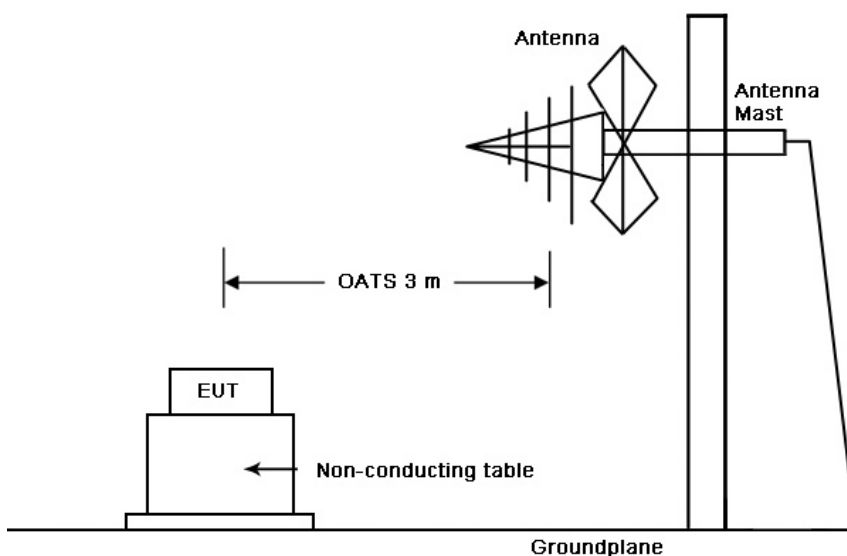 Antenna
Antenna
Mast
OATS 3 m
EUT
Non-conducting table
Groundplane